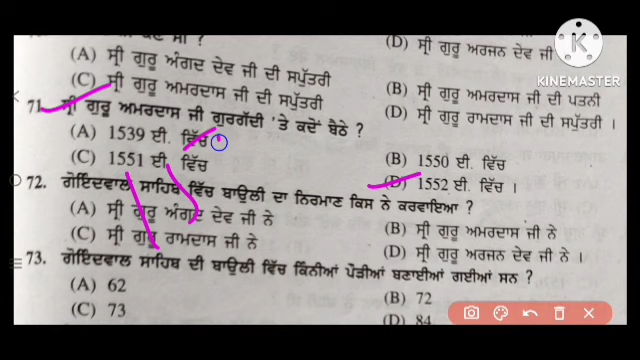 ਸੀ ?
(A) ਸ੍ਰੀ ਗੁਰੂ ਅੰਗਦ ਦੇਵ ਜੀ ਦੀ ਸਪੁੱਤਰੀ
(C) ਸ੍ਰੀ ਗੁਰੂ ਅਮਰਦਾਸ ਜੀ ਦੀ ਸਪੁੱਤਰੀ
(B) ਸ੍ਰੀ ਗੁਰੂ ਅਮਰਦਾਸ ਜੀ ਦੀ ਪਤਨੀ
(D) ਸ੍ਰੀ ਗੁਰੂ ਅਰਜਨ ਦੇਵ ਜੀ
(D) ਸ੍ਰੀ ਗੁਰੂ ਰਾਮਦਾਸ ਜੀ ਦੀ ਸਪੁੱਤਰੀ ।
71. ਸ੍ਰੀ ਗੁਰੂ ਅਮਰਦਾਸ ਜੀ ਗੁਰਗੱਦੀ 'ਤੇ ਕਦੋਂ ਬੈਠੇ ?
(A) 1539 ਈ. ਵਿੱਚ
(B) 1550 ਈ. ਵਿੱਚ
(C) 1551 ਈ. ਵਿੱਚ
(D) 1552 ਈ. ਵਿੱਚ ।
72. ਗੋਇੰਦਵਾਲ ਸਾਹਿਬ ਵਿੱਚ ਬਾਉਲੀ ਦਾ ਨਿਰਮਾਣ ਕਿਸ ਨੇ ਕਰਵਾਇਆ ?
(A) ਸ੍ਰੀ ਗੁਰੂ ਅੰਗਦ ਦੇਵ ਜੀ ਨੇ
(B) ਸ੍ਰੀ ਗੁਰੂ ਅਮਰਦਾਸ ਜੀ ਨੇ
(C) ਸ੍ਰੀ ਗੁਰੂ ਰਾਮਦਾਸ ਜੀ ਨੇ
(D) ਸ੍ਰੀ ਗੁਰੂ ਅਰਜਨ ਦੇਵ ਜੀ ਨੇ ।
73. ਗੋਇੰਦਵਾਲ ਸਾਹਿਬ ਦੀ ਬਾਉਲੀ ਵਿੱਚ ਕਿੰਨੀਆਂ ਪੌੜੀਆਂ ਬਣਾਈਆਂ ਗਈਆਂ ਸਨ ?
(A) 62
(B) 72
(C) 73
(D) 84
KINEMASTER